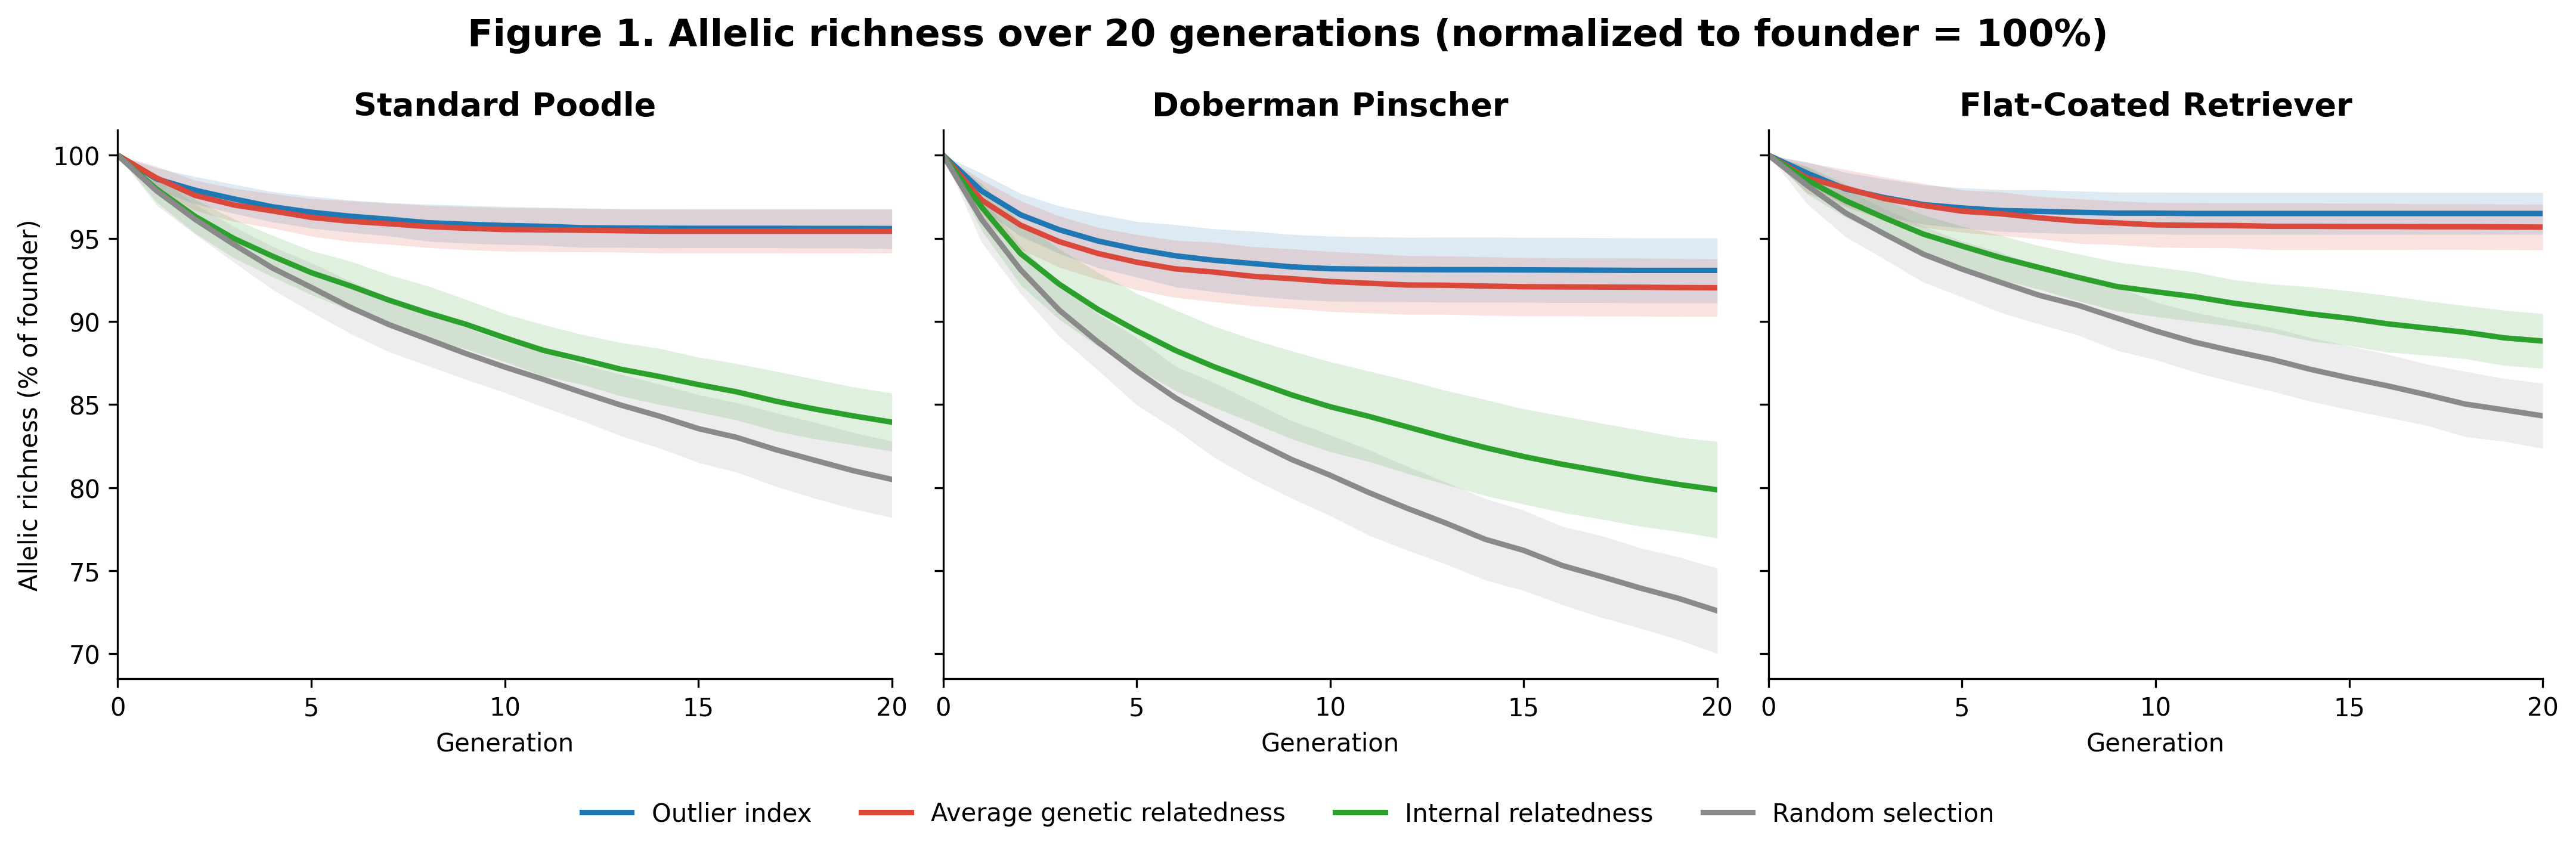 Figure 1. Allelic richness over 20 generations (normalized to founder = 100%)
Standard Poodle
Doberman Pinscher
Flat-Coated Retriever
Allelic richness (% of founder)
100
95
90
85
80
75
70
0 5 10 15 20
0 5 10 15 20
0 5 10 15 20
Generation
Generation
Generation
Outlier index
Average genetic relatedness
Internal relatedness
Random selection